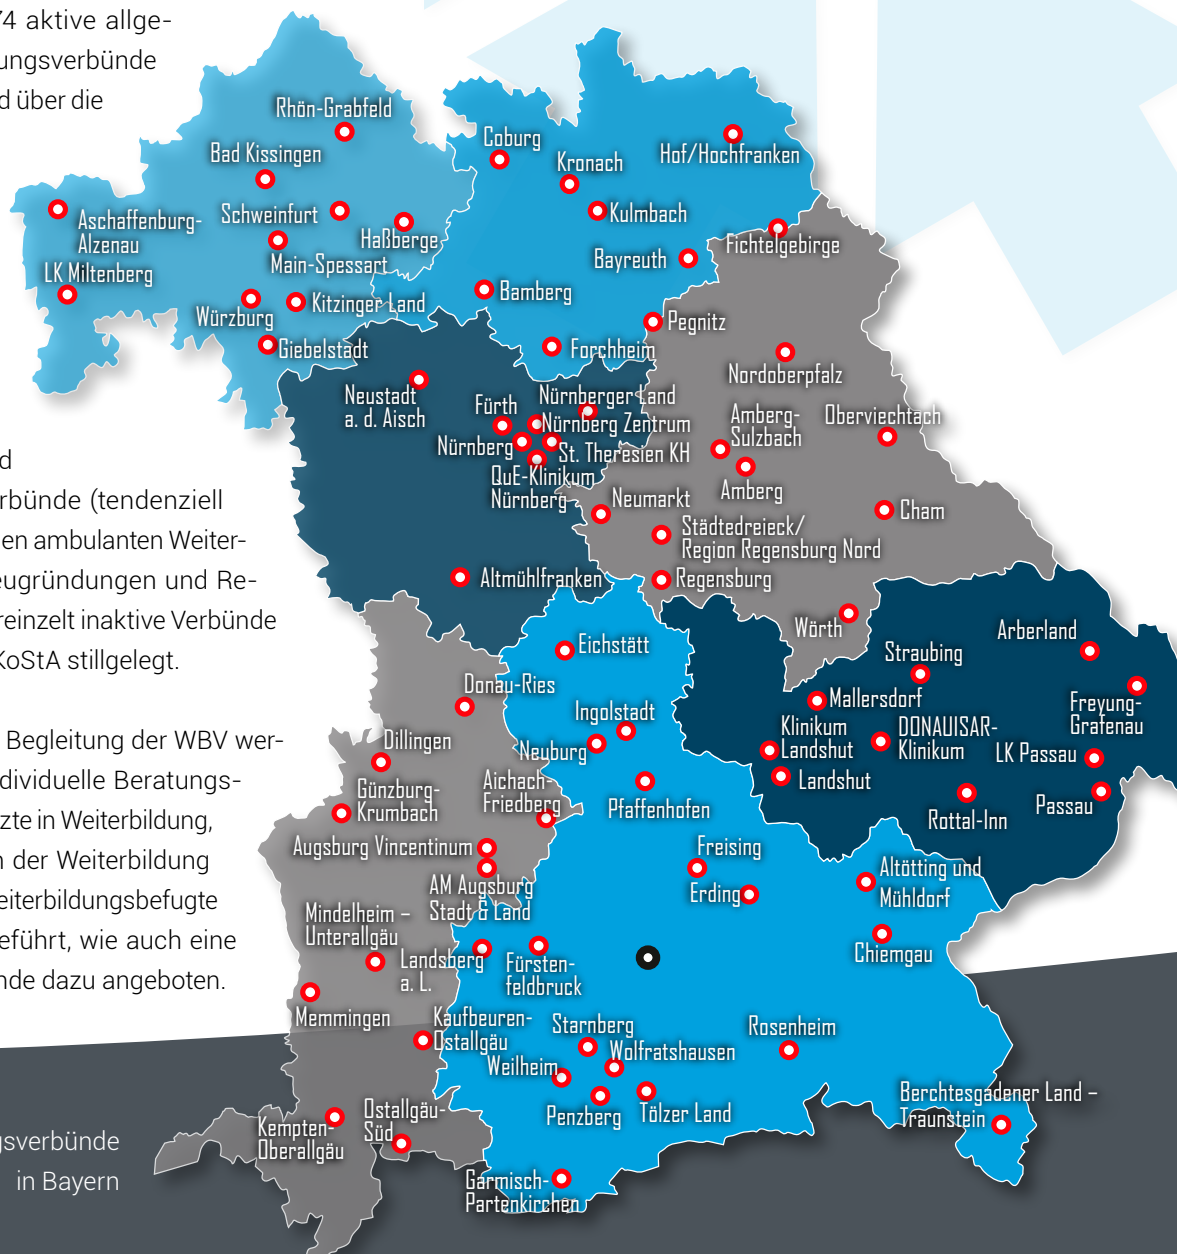 74 aktive allge-
ungsverbünde
d über die
Rhön-Grabfeld
Bad Kissingen
Schweinfurt
Haßberge
Aschaffenburg-
Alzenau
Main-Spessart
LK Miltenberg
Würzburg
Kitzinger Land
Giebelstadt
Coburg
Kronach
Hof/Hochfranken
Kulmbach
Fichtelgebirge
Bayreuth
Bamberg
Pegnitz
Forchheim
Nordoberpfalz
Neustadt
a. d. Aisch
Fürth
Nürnberger Land
Nürnberg Zentrum
Nürnberg
St. Theresien KH
QuE-Klinikum
Nürnberg
Amberg-
Sulzbach
Oberviechtach
Amberg
Neumarkt
Cham
Städtedreieck/
Region Regensburg Nord
Altmühlfranken
Regensburg
Wörth
d
erbünde (tendenziell
en ambulanten Weiter-
eugründungen und Re-
reinzelt inaktive Verbünde
KoStA stillgelegt.
Begleitung der WBV wer-
dividuelle Beratungs-
zte in Weiterbildung,
n der Weiterbildung
eiterbildungsbefugte
eführt, wie auch eine
nde dazu angeboten.
Eichstätt
Arberland
Straubing
Donau-Ries
Mallersdorf
Freyung-
Grafenau
Ingolstadt
Klinikum
Landshut
DONAUISAR-
Klinikum
LK Passau
Dillingen
Neuburg
Landshut
Passau
Günzburg-
Krumbach
Aichach-
Friedberg
Pfaffenhofen
Rottal-Inn
Augsburg Vincentinum
Freising
AM Augsburg
Stadt & Land
Erding
Altötting und
Mühldorf
Mindelheim –
Unterallgäu
Landsberg
a. L.
Fürsten-
feldbruck
Chiemgau
Memmingen
Kaufbeuren-
Ostallgäu
Starnberg
Rosenheim
Weilheim
Wolfratshausen
Penzberg
Tölzer Land
Berchtesgadener Land –
Traunstein
Kempten-
Oberallgäu
Ostallgäu-
Süd
Garmisch-
Partenkirchen
gsverbünde
in Bayern